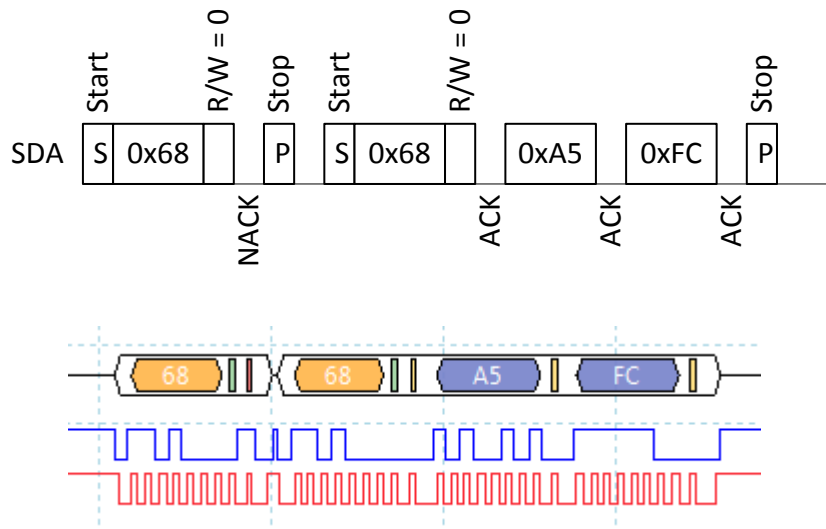 Start
R/W = 0
Stop
Start
R/W = 0
Stop
SDA S 0x68 P S 0x68 0xA5 0xFC P
NACK
ACK
ACK
ACK
68 68 A5 FC